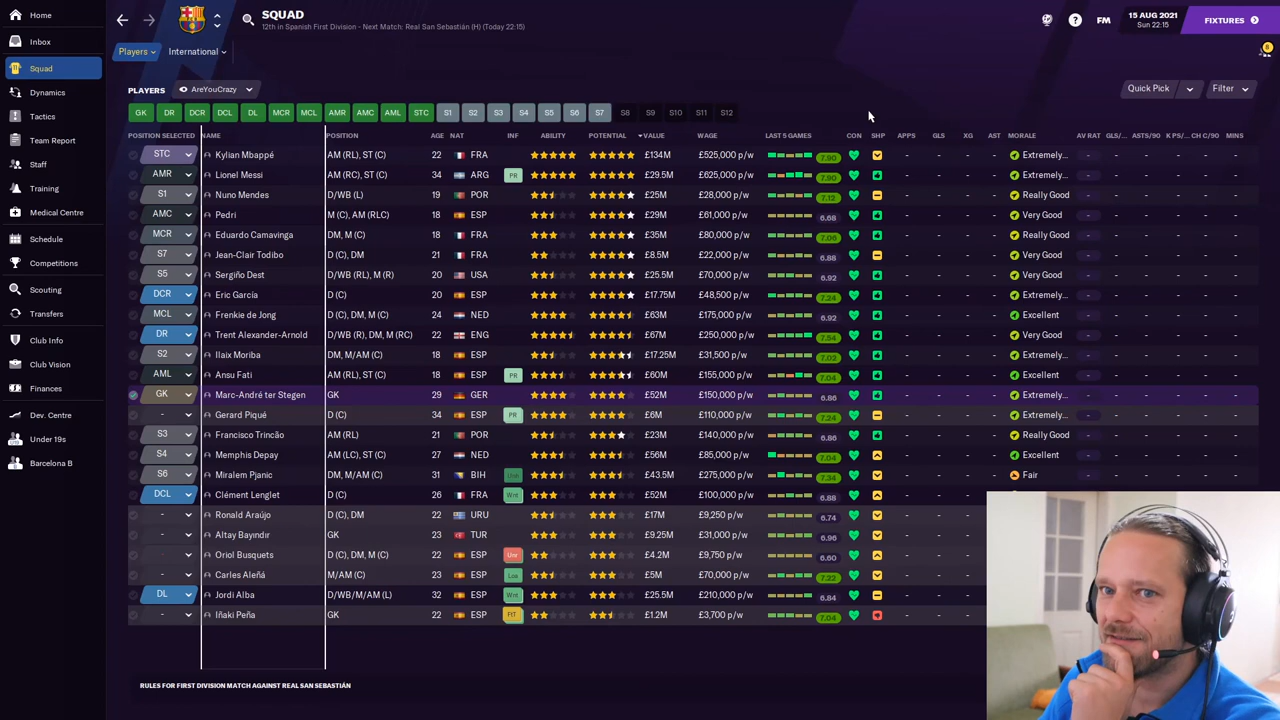 Home
Inbox
Squad
Dynamics
Tactics
Team Report
Staff
Training
Medical Centre
Schedule
Competitions
Scouting
Transfers
Club Info
Club Vision
Finances
Dev. Centre
Under 19s
Barcelona B
SQUAD
12th in Spanish First Division - Next Match: Real San Sebastián (H) (Today 22:15)
FM
15 AUG 2021
Sun 22:15
FIXTURES
Players
International
PLAYERS
AreYouCrazy
Quick Pick
Filter
GK DR DCR DCL DL MCR MCL AMR AMC AML STC S1 S2 S3 S4 S5 S6 S7 S8 S9 S10 S11 S12
POSITION SELECTED NAME POSITION AGE NAT INF ABILITY POTENTIAL VALUE WAGE LAST 5 GAMES CON SHP APPS GLS XG AST MORALE AV RAT GLS/... ASTS/90 K PS/... CH C/90 MINS
STC Kylian Mbappé AM (RL), ST (C) 22 FRA £134M £525,000 p/w 7.90 - - - - Extremely... - - - - - -
AMR Lionel Messi AM (RC), ST (C) 34 ARG PR £29.5M £625,000 p/w 7.90 - - - - Extremely... - - - - - -
S1 Nuno Mendes D/WB (L) 19 POR £25M £28,000 p/w 7.12 - - - - Really Good - - - - - -
AMC Pedri M (C), AM (RLC) 18 ESP £29M £61,000 p/w 6.68 - - - - Very Good - - - - - -
MCR Eduardo Camavinga DM, M (C) 18 FRA £35M £80,000 p/w 7.06 - - - - Really Good - - - - - -
S7 Jean-Clair Todibo D (C), DM 21 FRA £8.5M £22,000 p/w 6.88 - - - - Very Good - - - - - -
S5 Sergiño Dest D/WB (RL), M (R) 20 USA £25.5M £70,000 p/w 6.92 - - - - Very Good - - - - - -
DCR Eric García D (C) 20 ESP £17.75M £48,500 p/w 7.24 - - - - Extremely... - - - - - -
MCL Frenkie de Jong D (C), DM, M (C) 24 NED £63M £175,000 p/w 6.92 - - - - Excellent - - - - - -
DR Trent Alexander-Arnold D/WB (R), DM, M (RC) 22 ENG £67M £250,000 p/w 7.54 - - - - Very Good - - - - - -
S2 Ilaix Moriba DM, M/AM (C) 18 ESP £17.25M £31,500 p/w 7.02 - - - - Extremely... - - - - - -
AML Ansu Fati AM (RL), ST (C) 18 ESP PR £60M £155,000 p/w 7.04 - - - - Excellent - - - - - -
GK Marc-André ter Stegen GK 29 GER £52M £150,000 p/w 6.86 - - - - Extremely... - - - - - -
- Gerard Piqué D (C) 34 ESP PR £6M £110,000 p/w 7.24 - - - - Extremely... - - - - - -
S3 Francisco Trincão AM (RL) 21 POR £23M £140,000 p/w 6.86 - - - - Really Good - - - - - -
S4 Memphis Depay AM (LC), ST (C) 27 NED £56M £85,000 p/w 7.04 - - - - Excellent - - - - - -
S6 Miralem Pjanic DM, M/AM (C) 31 BIH £43.5M £275,000 p/w 7.34 - - - - Fair - - - - - -
DCL Clément Lenglet D (C) 26 FRA Wnt £52M £100,000 p/w 6.88
- Ronald Araújo D (C), DM 22 URU £17M £9,250 p/w 6.74
- Altay Bayındır GK 23 TUR £9.25M £31,000 p/w 6.96
- Oriol Busquets D (C), DM, M (C) 22 ESP Unr £4.2M £9,750 p/w 6.60
- Carles Aleñá M/AM (C) 23 ESP Loa £5M £70,000 p/w 7.22
DL Jordi Alba D/WB/M/AM (L) 32 ESP Wnt £25.5M £210,000 p/w 6.84
- Iñaki Peña GK 22 ESP £1.2M £3,700 p/w 7.04
RULES FOR FIRST DIVISION MATCH AGAINST REAL SAN SEBASTIÁN